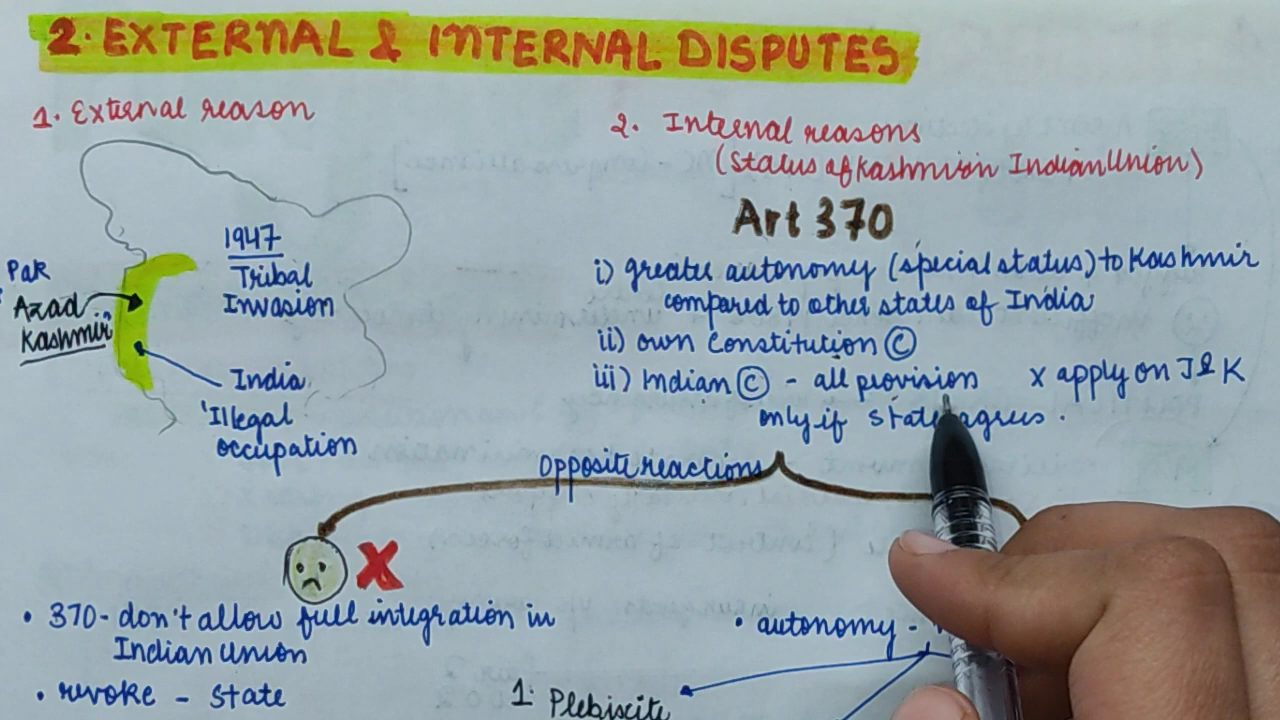 2. EXTERNAL & INTERNAL DISPUTES
1. External reason
Pak
Azad
Kashmir
1947
Tribal
Invasion
India
'Illegal
occupation
2. Internal reasons
(Status of Kashmir in Indian Union)
Art 370
i) greater autonomy (special status) to Kashmir
compared to other states of India
ii) own constitution ©
iii) Indian © - all provision x apply on J&K
only if state agrees.
Opposite reactions
X
• 370 - don't allow full integration in
Indian Union
• revoke - State
• autonomy -
1. Plebiscite